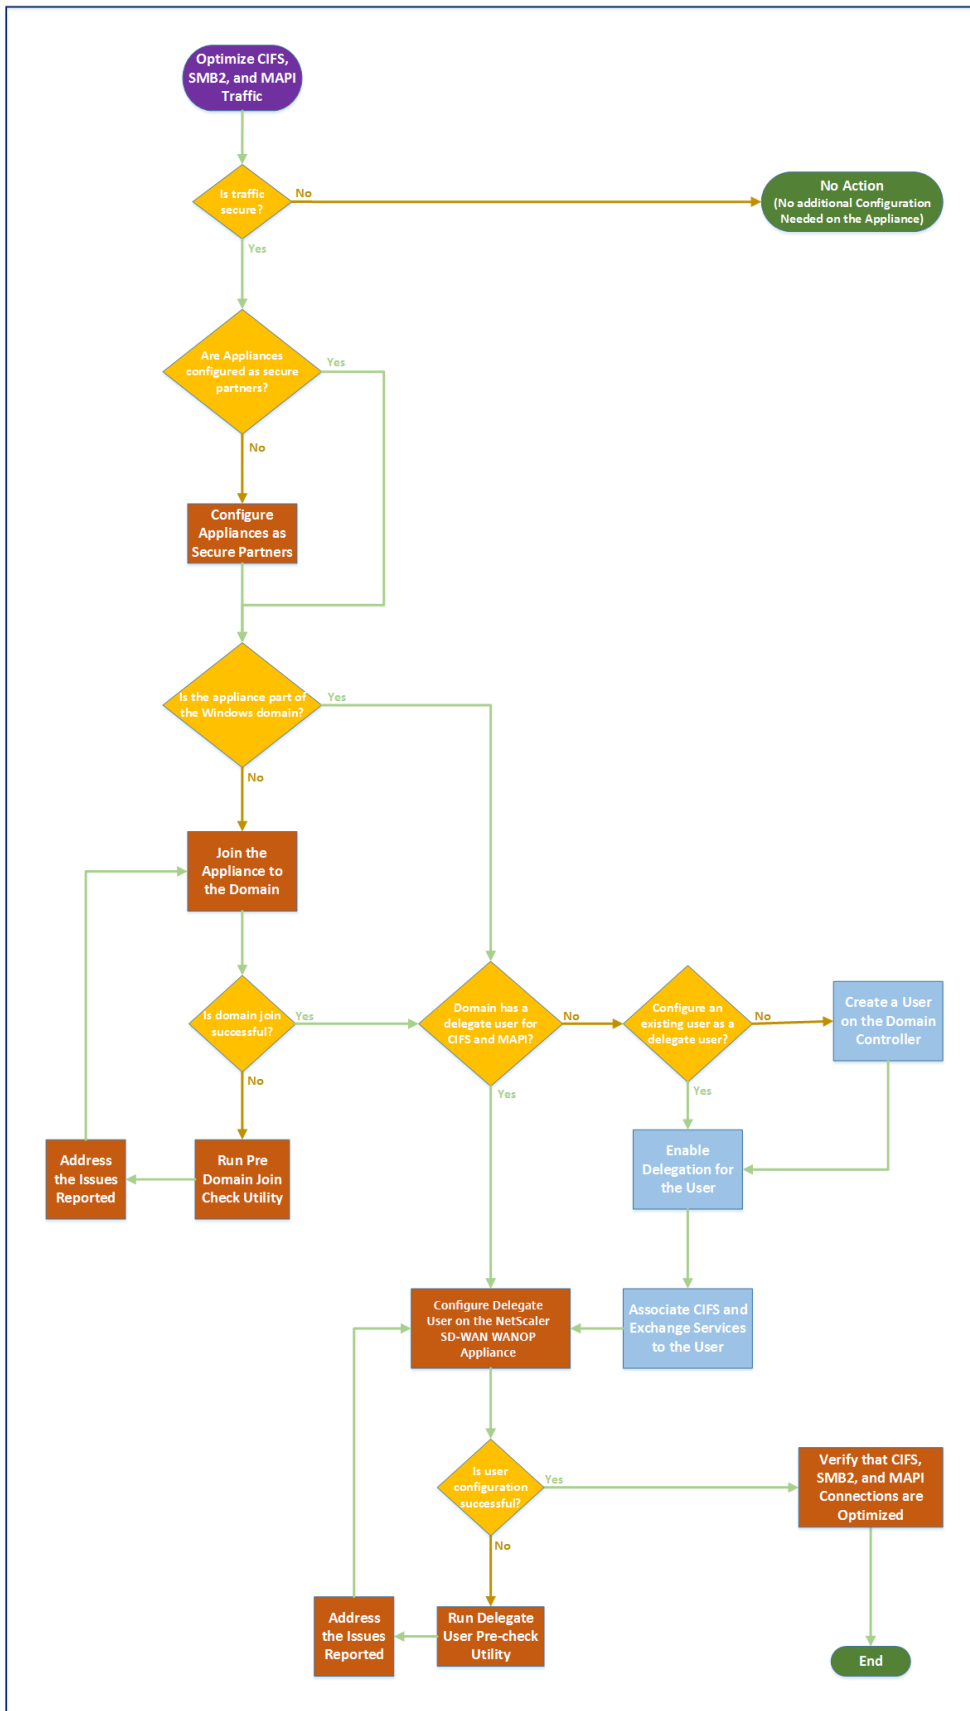 Optimize CIFS,
SMB2, and MAPI
Traffic
Is traffic
secure?
No
No Action
(No additional Configuration
Needed on the Appliance)
Yes
Are Appliances
configured as secure
partners?
Yes
No
Configure
Appliances as
Secure Partners
Is the appliance part of
the Windows domain?
Yes
No
Join the
Appliance to
the Domain
Is domain join
successful?
Yes
Domain has a
delegate user for
CIFS and MAPI?
No
Configure an
existing user as a
delegate user?
No
Create a User
on the Domain
Controller
No
Yes
Yes
Address
the Issues
Reported
Run Pre
Domain Join
Check Utility
Enable
Delegation for
the User
Configure Delegate
User on the NetScaler
SD-WAN WANOP
Appliance
Associate CIFS and
Exchange Services
to the User
Is user
configuration
successful?
Yes
Verify that CIFS,
SMB2, and MAPI
Connections are
Optimized
No
Address
the Issues
Reported
Run Delegate
User Pre-check
Utility
End